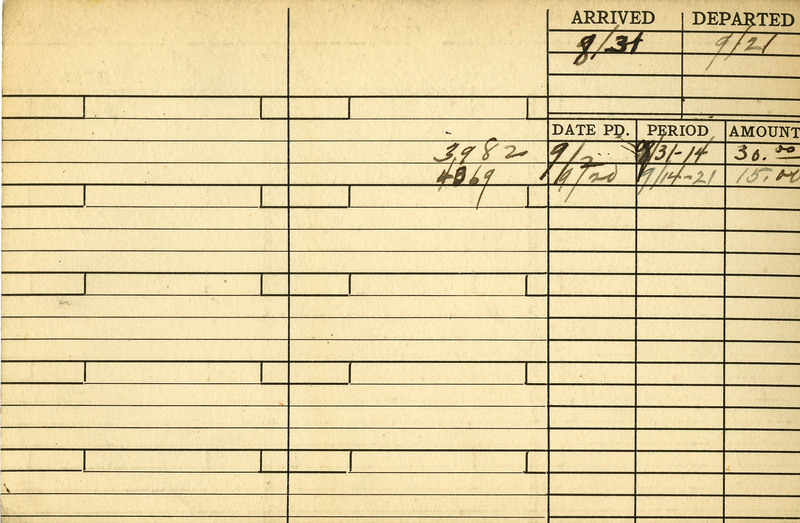 ARRIVED DEPARTED
8/31 9/21
DATE PD. PERIOD AMOUNT
3982 9/2 8/31-14 30.00
4069 9/20 9/14-21 15.00